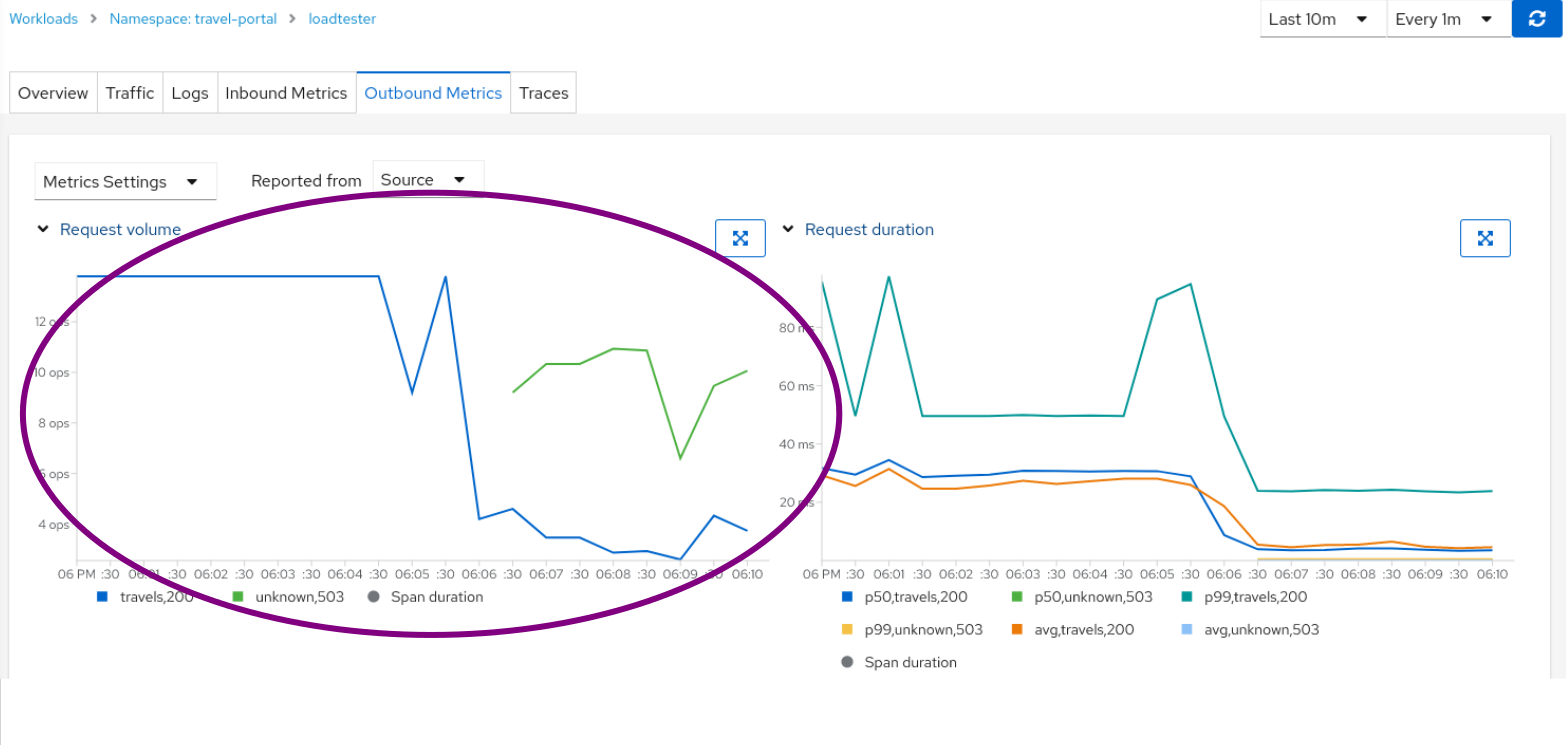 Workloads > Namespace: travel-portal > loadtester
Last 10m Every 1m
Overview Traffic Logs Inbound Metrics Outbound Metrics Traces
Metrics Settings Reported from Source
Request volume
12 ops
10 ops
8 ops
6 ops
4 ops
06 PM :30 06:01 :30 06:02 :30 06:03 :30 06:04 :30 06:05 :30 06:06 :30 06:07 :30 06:08 :30 06:09 :30 06:10
travels,200 unknown,503 Span duration
Request duration
80 ms
60 ms
40 ms
20 ms
06 PM :30 06:01 :30 06:02 :30 06:03 :30 06:04 :30 06:05 :30 06:06 :30 06:07 :30 06:08 :30 06:09 :30 06:10
p50,travels,200 p50,unknown,503 p99,travels,200
p99,unknown,503 avg,travels,200 avg,unknown,503
Span duration